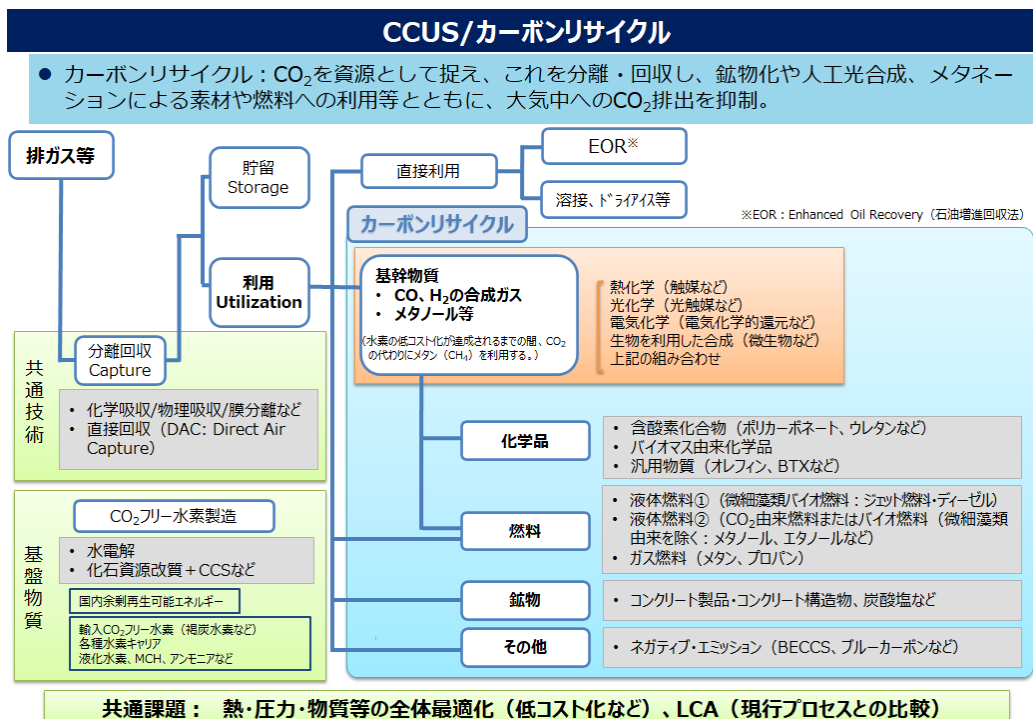 CCUS/カーボンリサイクル
● カーボンリサイクル：CO₂を資源として捉え、これを分離・回収し、鉱物化や人工光合成、メタネー
ションによる素材や燃料への利用等とともに、大気中へのCO₂排出を抑制。
排ガス等
貯留
Storage
利用
Utilization
直接利用
EOR※
溶接、ドライアイス等
※EOR：Enhanced Oil Recovery（石油増進回収法）
カーボンリサイクル
基幹物質
• CO、H₂の合成ガス
• メタノール等
(水素の低コスト化が達成されるまでの間、CO₂
の代わりにメタン（CH₄）を利用する。）
熱化学（触媒など）
光化学（光触媒など）
電気化学（電気化学的還元など）
生物を利用した合成（微生物など）
上記の組み合わせ
共通技術
分離回収
Capture
• 化学吸収/物理吸収/膜分離など
• 直接回収（DAC: Direct Air
Capture）
化学品
• 含酸素化合物（ポリカーボネート、ウレタンなど）
• バイオマス由来化学品
• 汎用物質（オレフィン、BTXなど）
燃料
• 液体燃料①（微細藻類バイオ燃料：ジェット燃料・ディーゼル）
• 液体燃料②（CO₂由来燃料またはバイオ燃料（微細藻類
由来を除く：メタノール、エタノールなど）
• ガス燃料（メタン、プロパン）
鉱物
• コンクリート製品・コンクリート構造物、炭酸塩など
その他
• ネガティブ・エミッション（BECCS、ブルーカーボンなど）
基盤物質
CO₂フリー水素製造
• 水電解
• 化石資源改質＋CCSなど
国内余剰再生可能エネルギー
輸入CO₂フリー水素（褐炭水素など）
各種水素キャリア
液化水素、MCH、アンモニアなど
共通課題： 熱・圧力・物質等の全体最適化（低コスト化など）、LCA（現行プロセスとの比較）